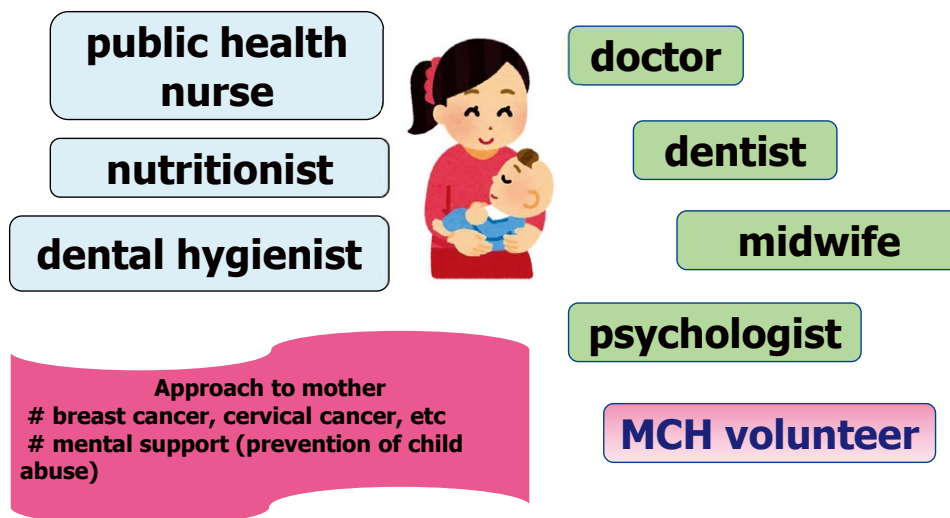 public health
nurse
nutritionist
dental hygienist
doctor
dentist
midwife
psychologist
MCH volunteer
Approach to mother
# breast cancer, cervical cancer, etc
# mental support (prevention of child
abuse)